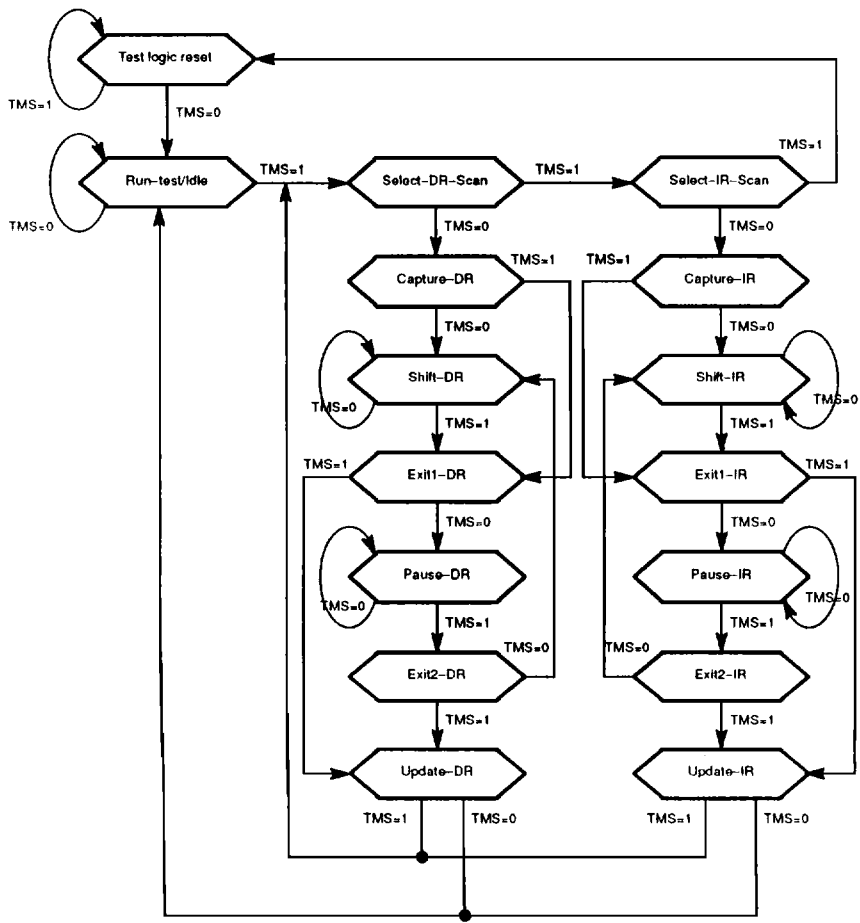 Test logic reset
TMS=1
TMS=0
TMS=1
Run-test/Idle
TMS=1
Select-DR-Scan
TMS=1
Select-IR-Scan
TMS=0
TMS=0
TMS=0
TMS=1
TMS=1
Capture-DR
Capture-IR
TMS=0
TMS=0
Shift-DR
Shift-IR
TMS=0
TMS=0
TMS=1
TMS=1
TMS=1
TMS=1
Exit1-DR
Exit1-IR
TMS=0
TMS=0
Pause-DR
Pause-IR
TMS=0
TMS=0
TMS=1
TMS=1
TMS=0
TMS=0
Exit2-DR
Exit2-IR
TMS=1
TMS=1
Update-DR
Update-IR
TMS=1
TMS=0
TMS=1
TMS=0